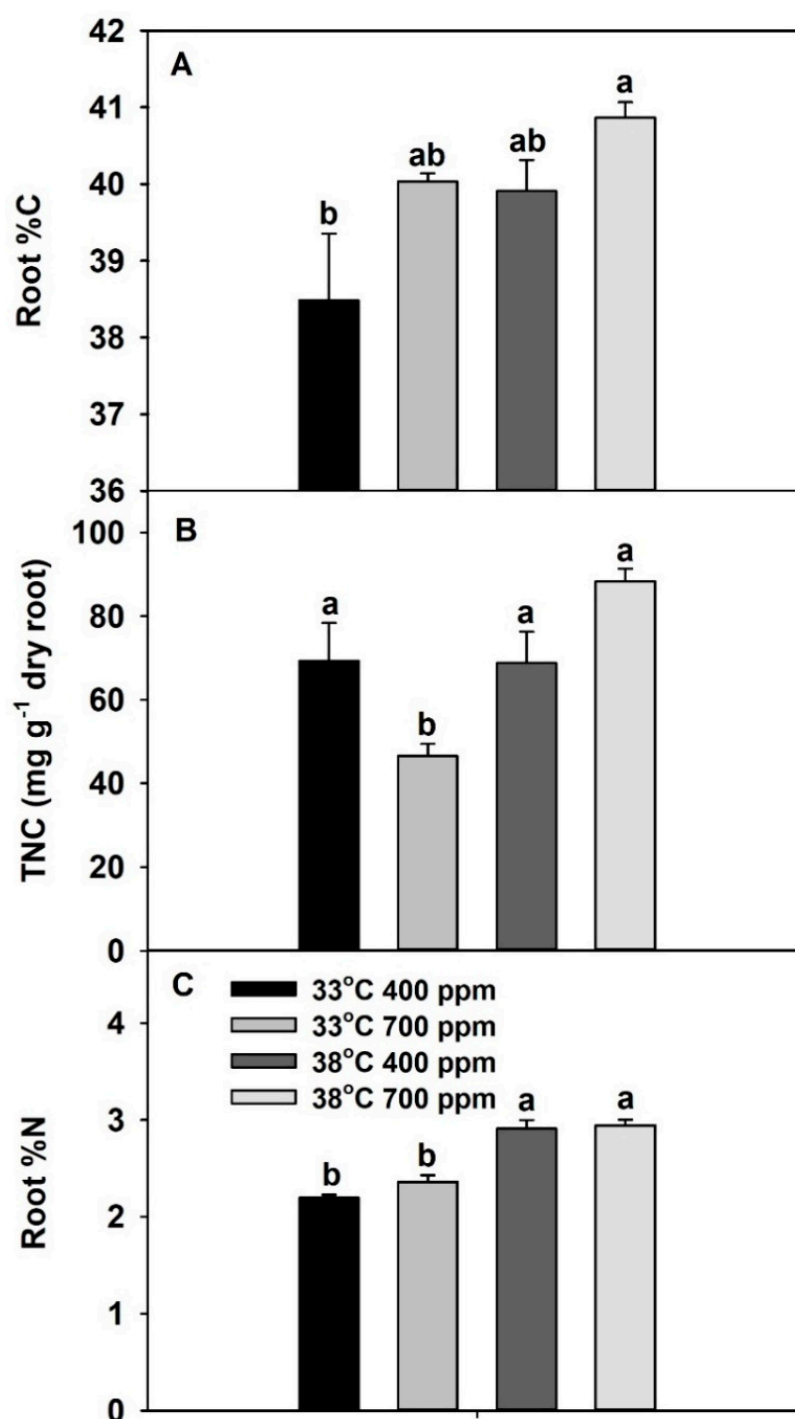 A
Root %C
42
41
40
39
38
37
36
b
ab
ab
a
B
TNC (mg g⁻¹ dry root)
100
80
60
40
20
0
a
b
a
a
C
Root %N
4
3
2
1
0
33°C 400 ppm
33°C 700 ppm
38°C 400 ppm
38°C 700 ppm
b
b
a
a